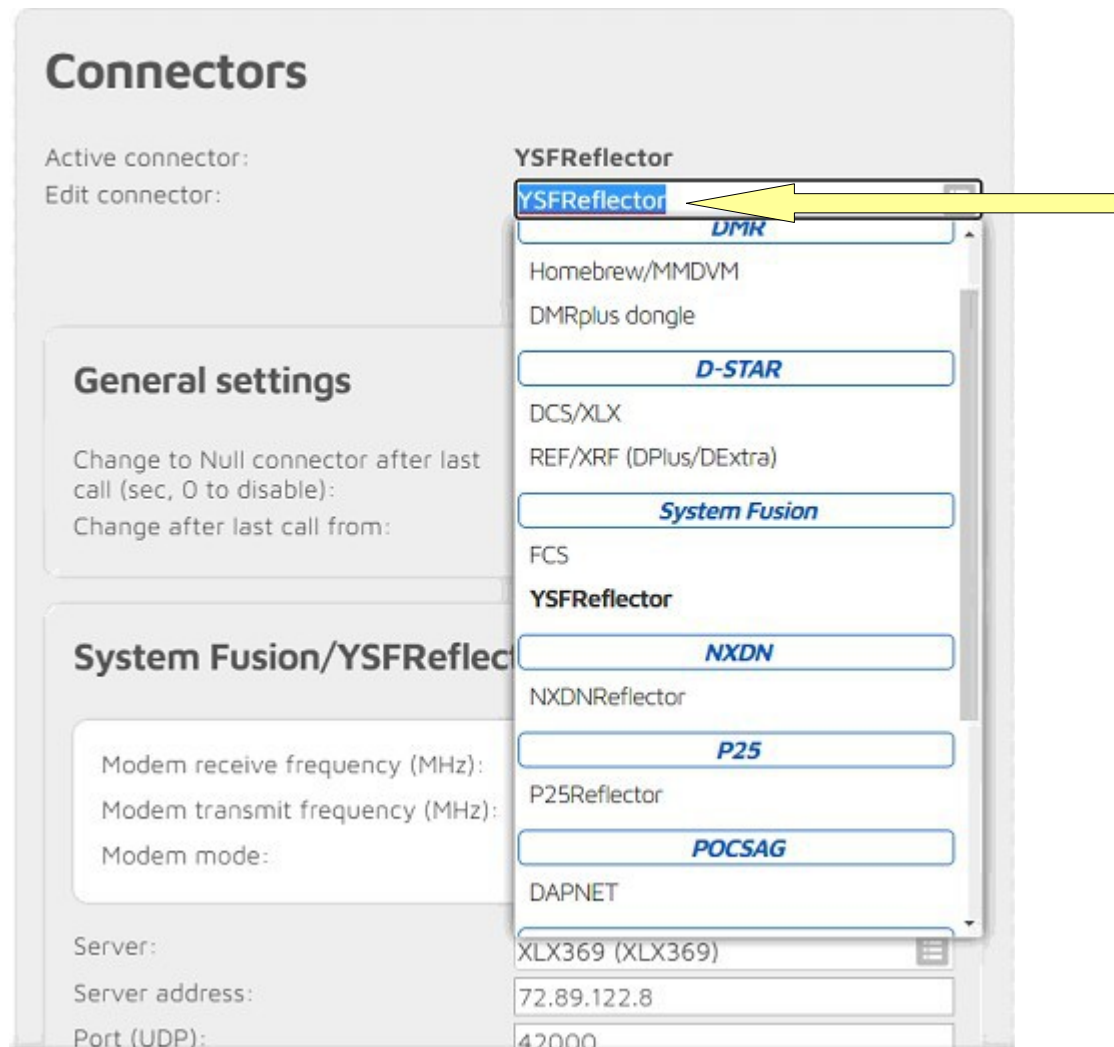 Connectors
Active connector: YSFReflector
Edit connector: YSFReflector
DMR
Homebrew/MMDVM
DMRplus dongle
General settings
D-STAR
DCS/XLX
Change to Null connector after last
call (sec, 0 to disable):
REF/XRF (DPlus/DExtra)
Change after last call from:
System Fusion
FCS
YSFReflector
System Fusion/YSFReflec
NXDN
NXDNReflector
P25
Modem receive frequency (MHz):
P25Reflector
Modem transmit frequency (MHz):
Modem mode:
POCSAG
DAPNET
Server: XLX369 (XLX369)
Server address: 72.89.122.8
Port (UDP): 42000